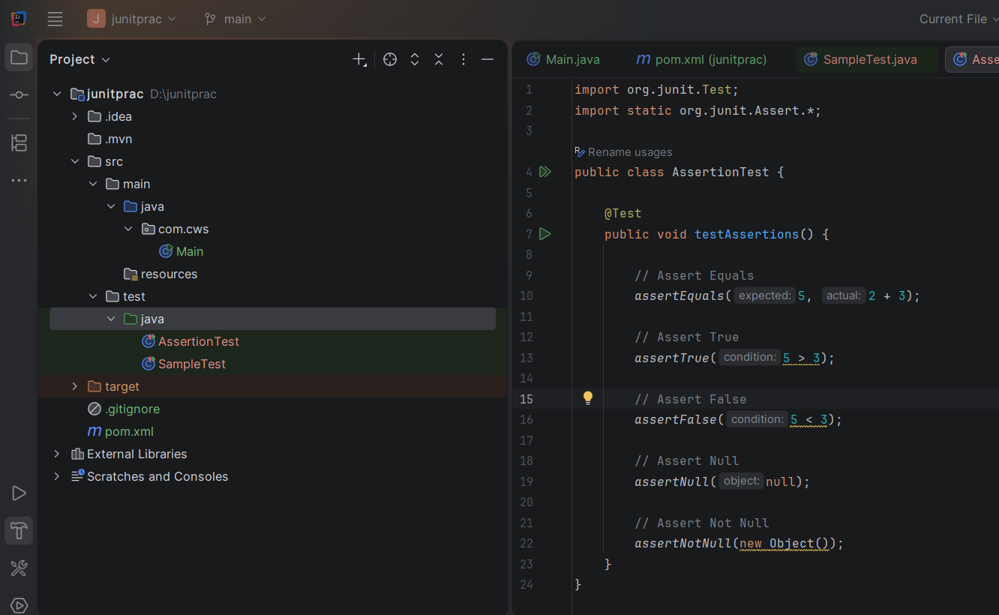 J junitprac main Current File
Project
junitprac D:\junitprac
.idea
.mvn
src
main
java
com.cws
Main
resources
test
java
AssertionTest
SampleTest
target
.gitignore
m pom.xml
External Libraries
Scratches and Consoles
Main.java m pom.xml (junitprac) SampleTest.java Asse
1 import org.junit.Test;
2 import static org.junit.Assert.*;
3
Rename usages
4 public class AssertionTest {
5
6 @Test
7 public void testAssertions() {
8
9 // Assert Equals
10 assertEquals( expected: 5, actual: 2 + 3);
11
12 // Assert True
13 assertTrue( condition: 5 > 3);
14
15 // Assert False
16 assertFalse( condition: 5 < 3);
17
18 // Assert Null
19 assertNull( object: null);
20
21 // Assert Not Null
22 assertNotNull(new Object());
23 }
24 }